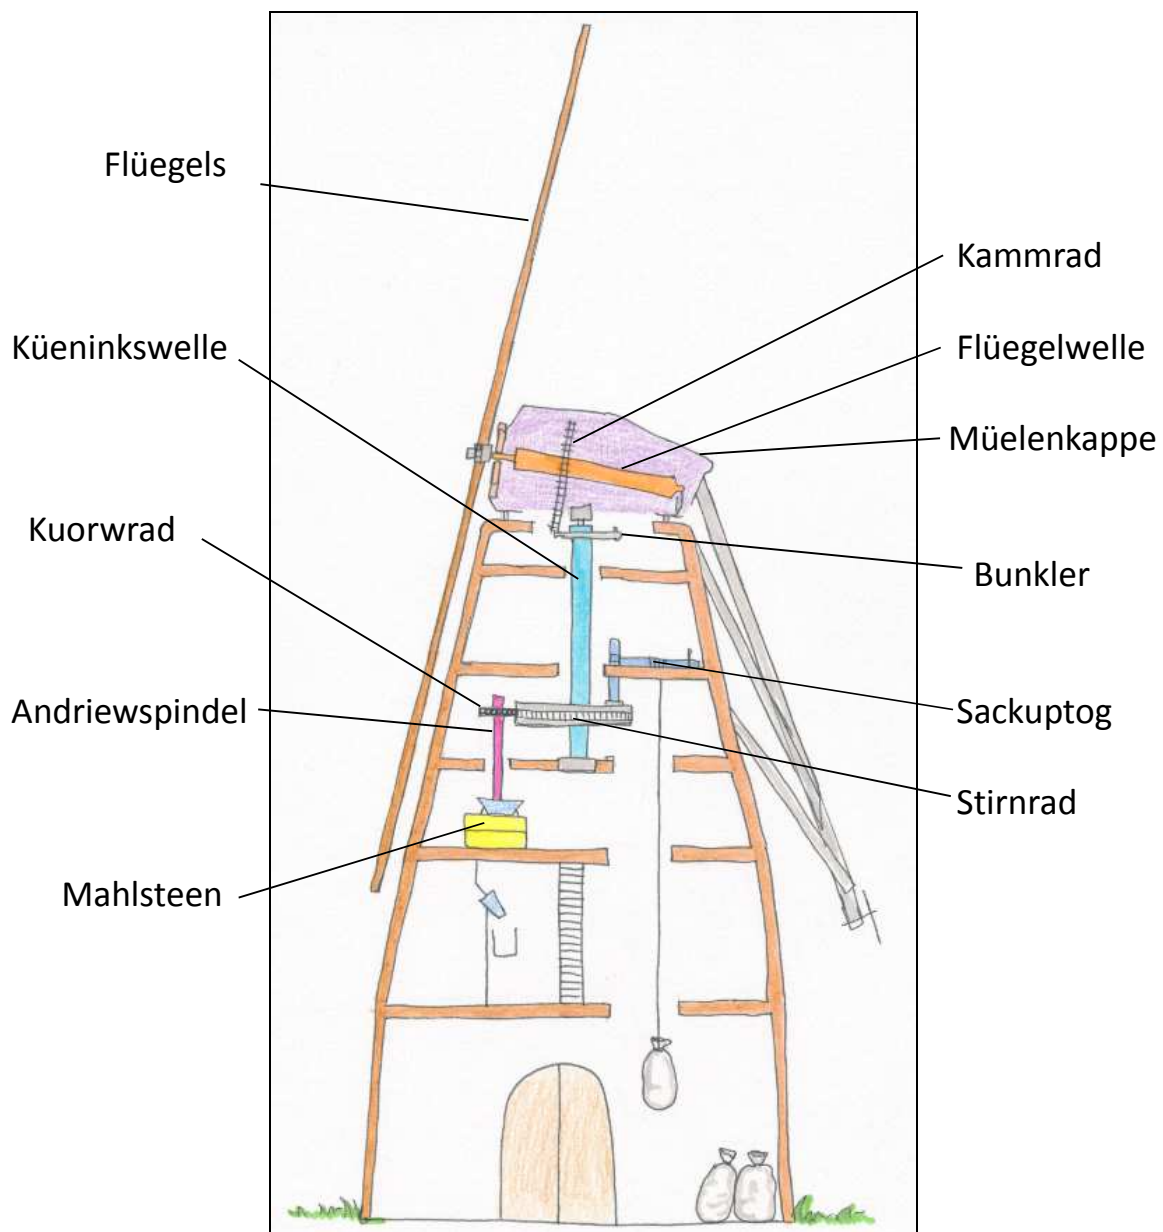 Flüegels
Kammrad
Küeninkswelle
Flüegelwelle
Müelenkappe
Kuorwrad
Bunkler
Andriewspindel
Sackuptog
Stirnrad
Mahlsteen